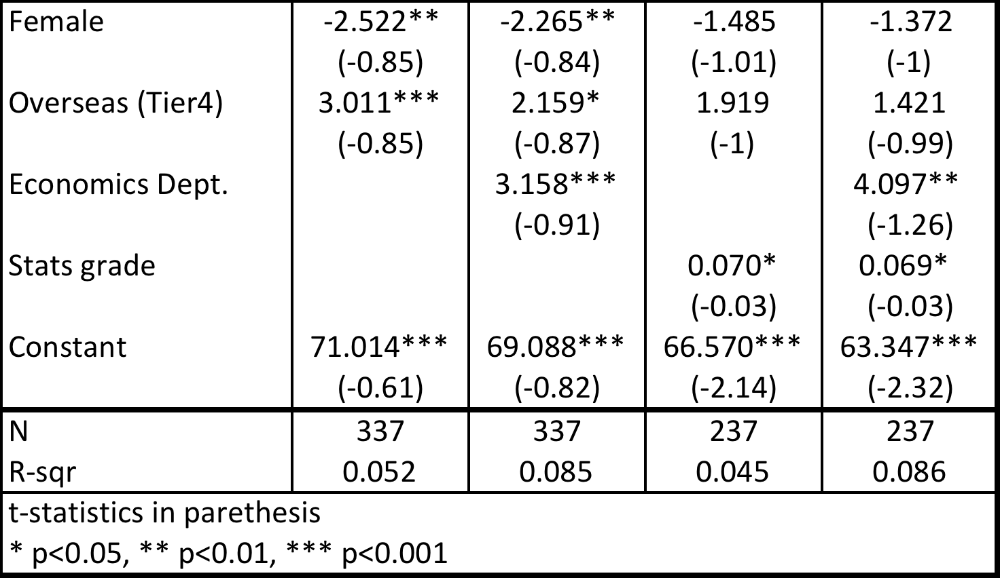 Female -2.522** -2.265** -1.485 -1.372
(-0.85) (-0.84) (-1.01) (-1)
Overseas (Tier4) 3.011*** 2.159* 1.919 1.421
(-0.85) (-0.87) (-1) (-0.99)
Economics Dept. 3.158*** 4.097**
(-0.91) (-1.26)
Stats grade 0.070* 0.069*
(-0.03) (-0.03)
Constant 71.014*** 69.088*** 66.570*** 63.347***
(-0.61) (-0.82) (-2.14) (-2.32)
N 337 337 237 237
R-sqr 0.052 0.085 0.045 0.086
t-statistics in parethesis
* p<0.05, ** p<0.01, *** p<0.001